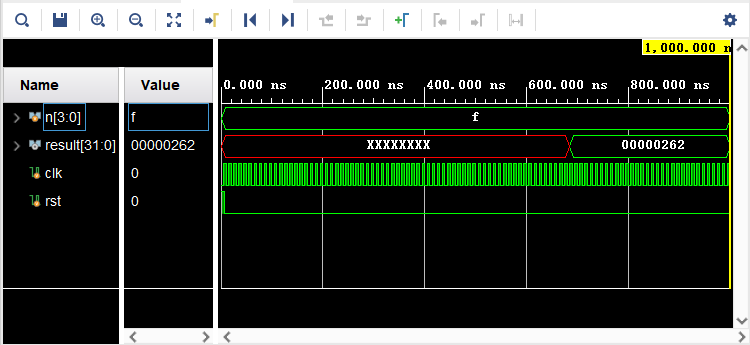 1,000.000 n
Name
Value
0.000 ns
200.000 ns
400.000 ns
600.000 ns
800.000 ns
n[3:0]
f
f
result[31:0]
00000262
XXXXXXXX
00000262
clk
0
rst
0